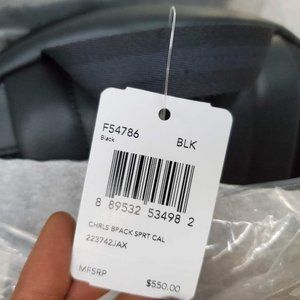 F54786 BLK
Black
8 89532 53498 2
CHRLS BPACK SPRT CAL
223742JAX
MFSRP $550.00